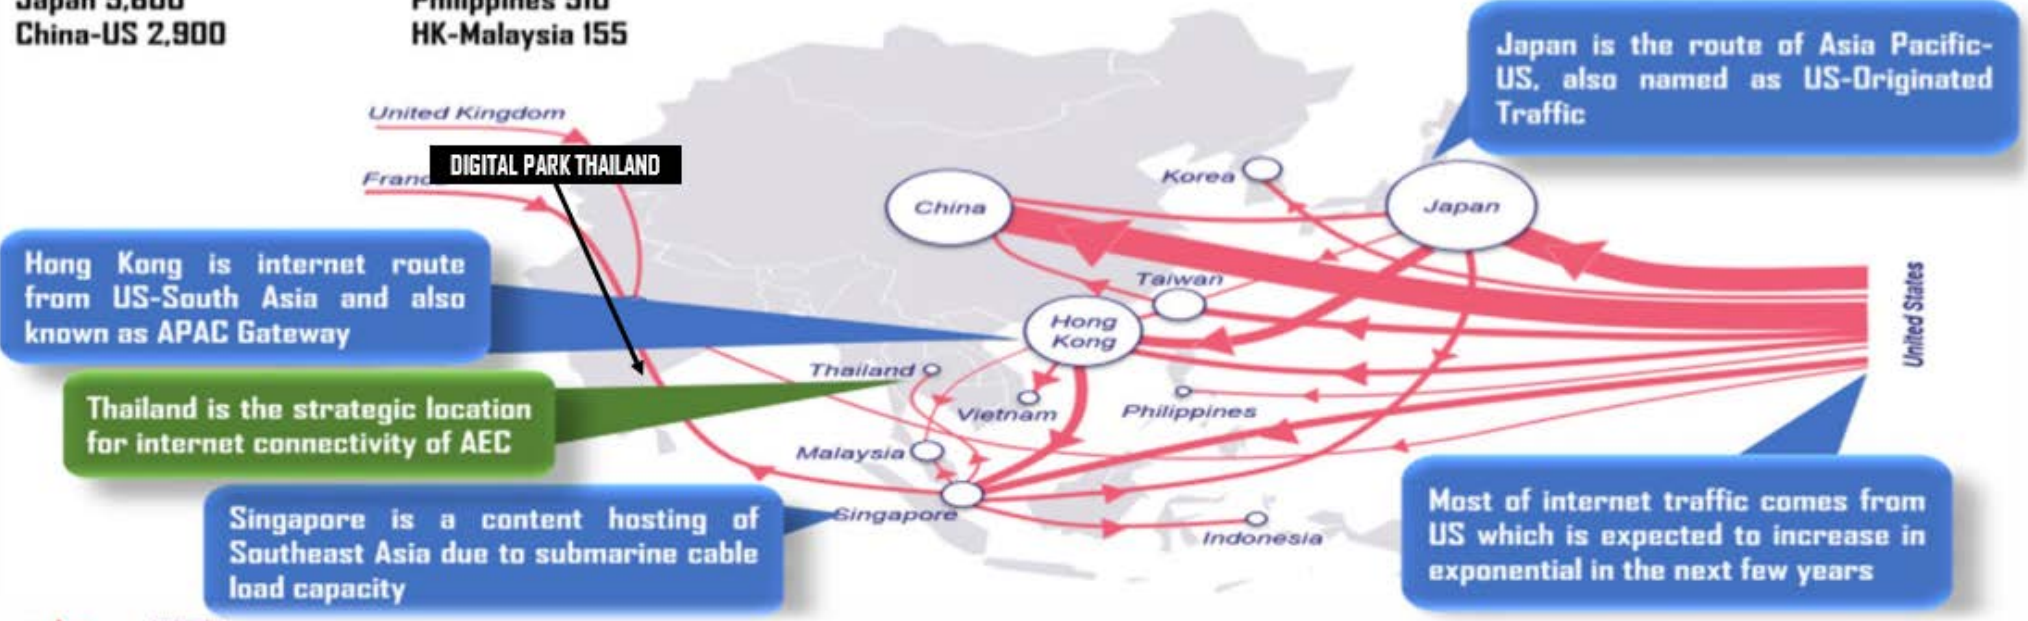 China-US 2,900
HK-Malaysia 155
Japan is the route of Asia Pacific-
US, also named as US-Originated
Traffic
United Kingdom
DIGITAL PARK THAILAND
Korea
China
Japan
Hong Kong is internet route
from US-South Asia and also
known as APAC Gateway
Taiwan
Hong
Kong
United States
Thailand
Thailand is the strategic location
for internet connectivity of AEC
Vietnam
Philippines
Malaysia
Singapore
Indonesia
Singapore is a content hosting of
Southeast Asia due to submarine cable
load capacity
Most of internet traffic comes from
US which is expected to increase in
exponential in the next few years